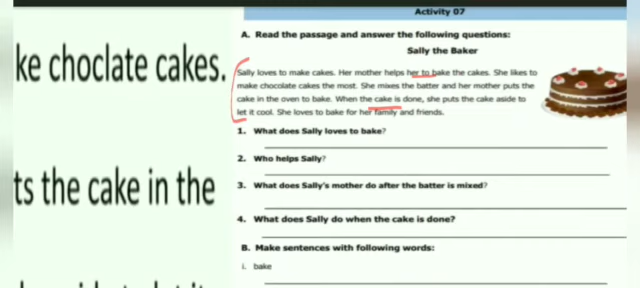 Activity 07
A. Read the passage and answer the following questions:
Sally the Baker
ke choclate cakes.
Sally loves to make cakes. Her mother helps her to bake the cakes. She likes to
make chocolate cakes the most. She mixes the batter and her mother puts the
cake in the oven to bake. When the cake is done, she puts the cake aside to
let it cool. She loves to bake for her family and friends.
1. What does Sally loves to bake?
2. Who helps Sally?
ts the cake in the
3. What does Sally's mother do after the batter is mixed?
4. What does Sally do when the cake is done?
B. Make sentences with following words:
i. bake